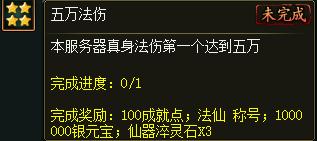 五万法伤
未完成
本服务器真身法伤第一个达到五万
完成进度：0/1
完成奖励：100成就点；法仙 称号；1000
000银元宝；仙器淬灵石X3